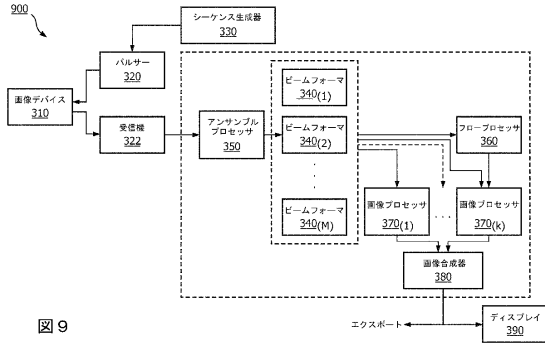 900
シーケンス生成器
330
パルサー
320
画像デバイス
310
受信機
322
アンサンブル
プロセッサ
350
ビームフォーマ
340(1)
ビームフォーマ
340(2)
ビームフォーマ
340(M)
フロープロセッサ
360
画像プロセッサ
370(1)
...
画像プロセッサ
370(k)
画像合成器
380
エクスポート
ディスプレイ
390
図9